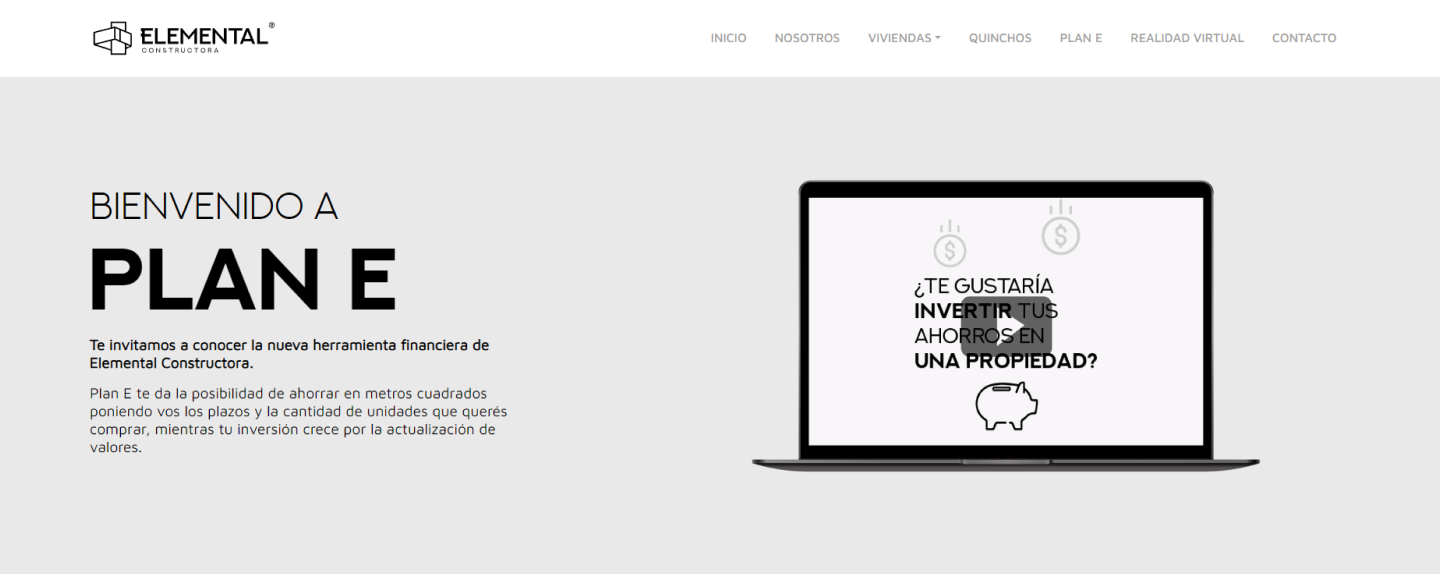 ELEMENTAL®
CONSTRUCTORA
INICIO NOSOTROS VIVIENDAS QUINCHOS PLAN E REALIDAD VIRTUAL CONTACTO
BIENVENIDO A
PLAN E
Te invitamos a conocer la nueva herramienta financiera de
Elemental Constructora.
Plan E te da la posibilidad de ahorrar en metros cuadrados
poniendo vos los plazos y la cantidad de unidades que querés
comprar, mientras tu inversión crece por la actualización de
valores.
$ $
¿TE GUSTARÍA
INVERTIR TUS
AHORROS EN
UNA PROPIEDAD?